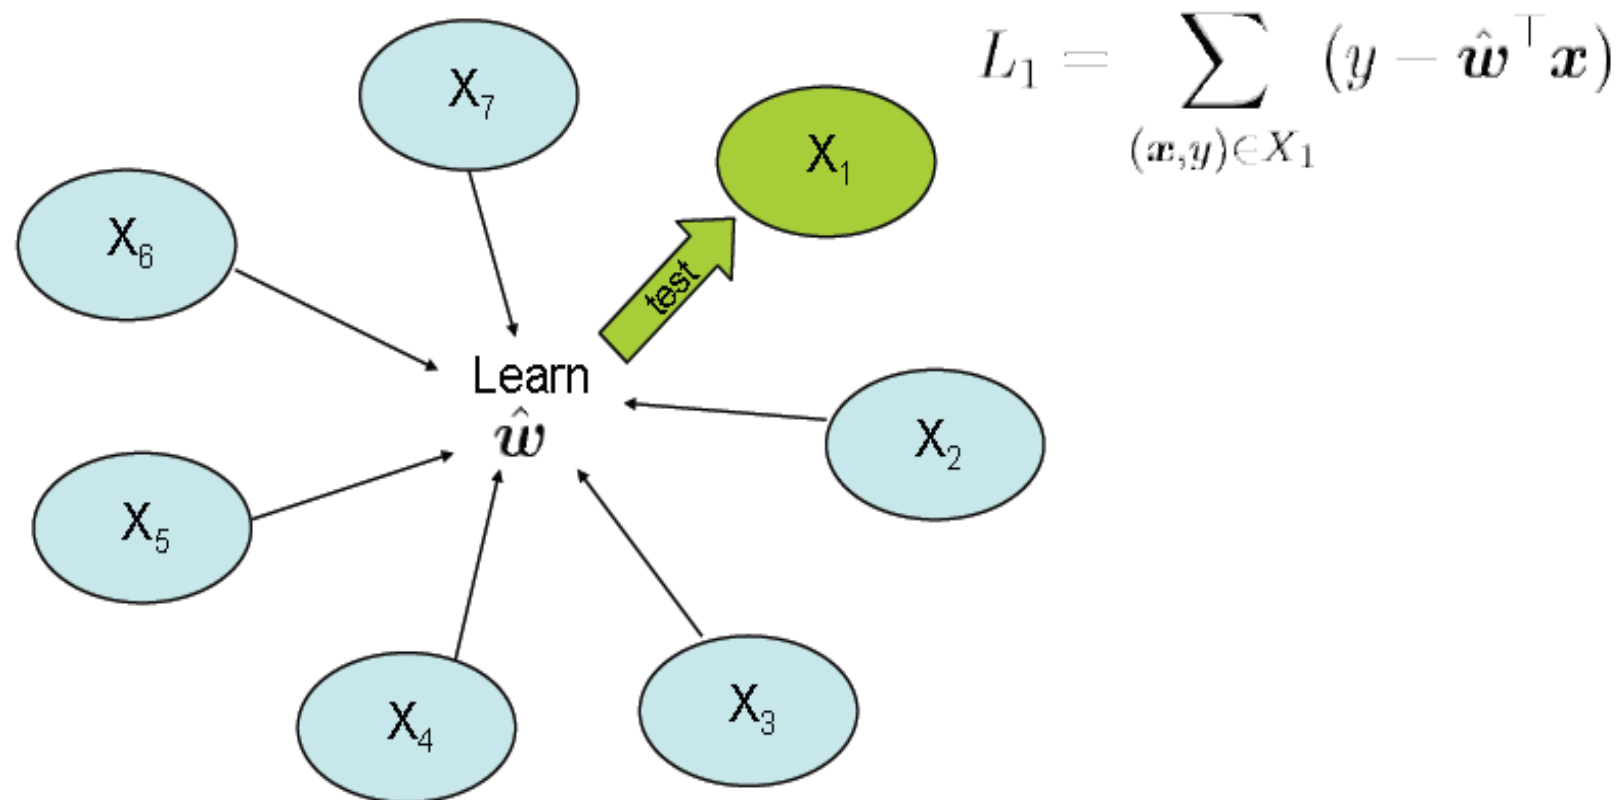 X₇
L₁ = ∑ (y − ŵ⊤x)
(x,y)∈X₁
X₁
X₆
test
Learn
ŵ
X₂
X₅
X₄
X₃